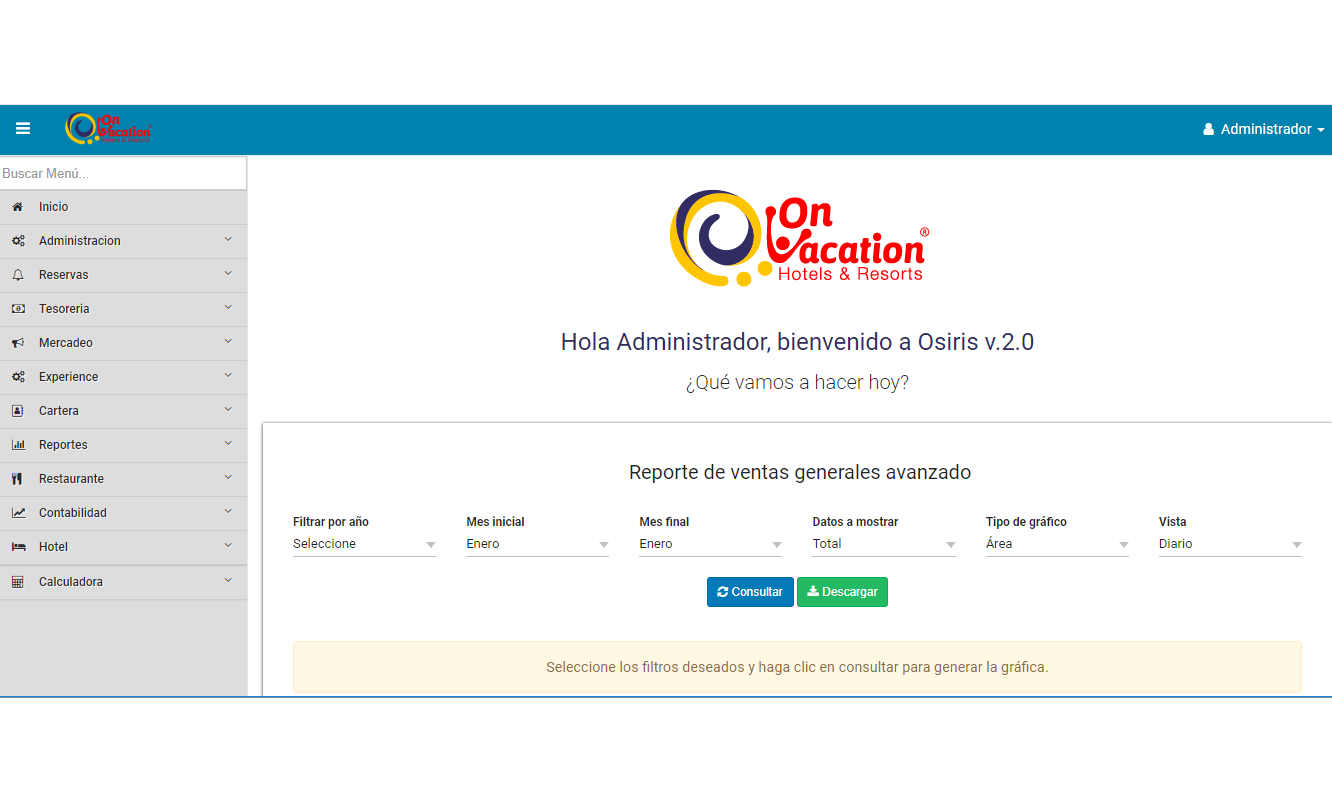 On
Vacation
Administrador
Buscar Menú...
Inicio
Administracion
Reservas
Tesoreria
Mercadeo
Experience
Cartera
Reportes
Restaurante
Contabilidad
Hotel
Calculadora
On
Vacation®
Hotels & Resorts
Hola Administrador, bienvenido a Osiris v.2.0
¿Qué vamos a hacer hoy?
Reporte de ventas generales avanzado
Filtrar por año Mes inicial Mes final Datos a mostrar Tipo de gráfico Vista
Seleccione Enero Enero Total Área Diario
Consultar Descargar
Seleccione los filtros deseados y haga clic en consultar para generar la gráfica.